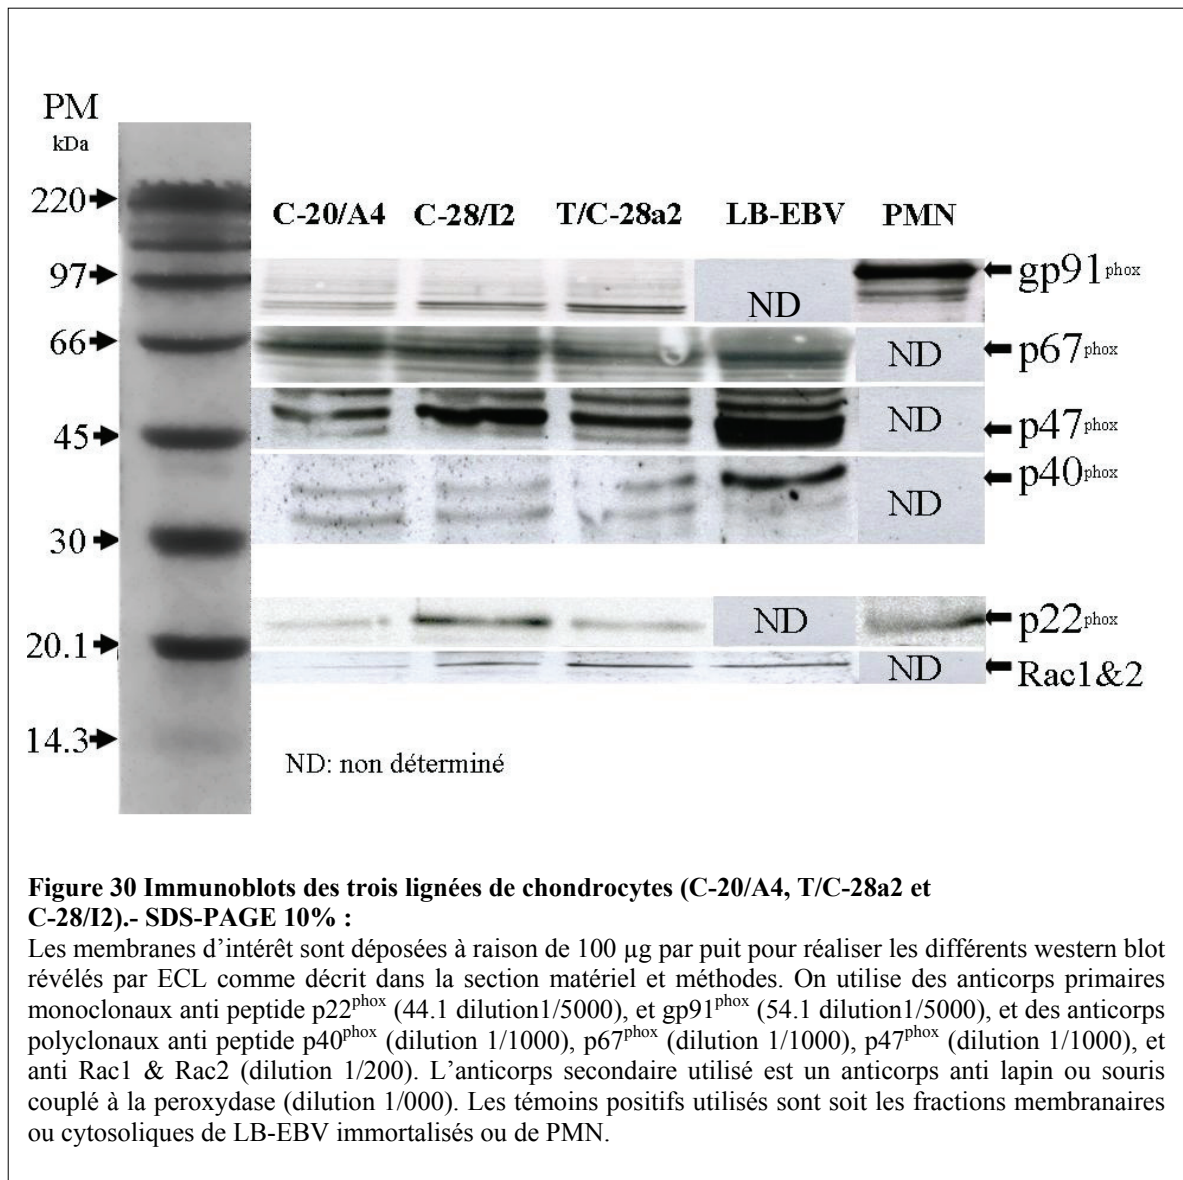 PM
kDa
220
97
66
45
30
20.1
14.3
C-20/A4 C-28/I2 T/C-28a2 LB-EBV PMN
ND
gp91phox
ND
p67phox
ND
p47phox
ND
p40phox
ND
p22phox
ND
Rac1&2
ND: non déterminé
Figure 30 Immunoblots des trois lignées de chondrocytes (C-20/A4, T/C-28a2 et
C-28/I2).- SDS-PAGE 10% :
Les membranes d’intérêt sont déposées à raison de 100 µg par puit pour réaliser les différents western blot
révélés par ECL comme décrit dans la section matériel et méthodes. On utilise des anticorps primaires
monoclonaux anti peptide p22phox (44.1 dilution1/5000), et gp91phox (54.1 dilution1/5000), et des anticorps
polyclonaux anti peptide p40phox (dilution 1/1000), p67phox (dilution 1/1000), p47phox (dilution 1/1000), et
anti Rac1 & Rac2 (dilution 1/200). L’anticorps secondaire utilisé est un anticorps anti lapin ou souris
couplé à la peroxydase (dilution 1/000). Les témoins positifs utilisés sont soit les fractions membranaires
ou cytosoliques de LB-EBV immortalisés ou de PMN.